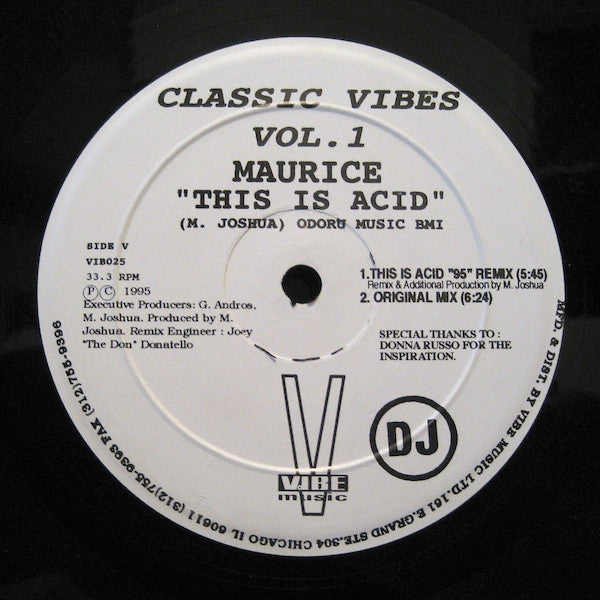 CLASSIC VIBES
VOL.1
MAURICE
"THIS IS ACID"
(M. JOSHUA) ODORU MUSIC BMI
SIDE V
VIB025
33.3 RPM
Ⓟ Ⓒ 1995
Executive Producers: G. Andros,
M. Joshua. Produced by M.
Joshua. Remix Engineer : Joey
"The Don" Donatello
1.THIS IS ACID "95" REMIX (5:45)
Remix & Additional Production by M. Joshua
2. ORIGINAL MIX (6:24)
SPECIAL THANKS TO :
DONNA RUSSO FOR THE
INSPIRATION.
V
VIBE
music
DJ
MFD. & DIST. BY VIBE MUSIC LTD.161 E.GRAND STE.304 CHICAGO IL 60611 (312)755-9393 FAX (312)755-9396